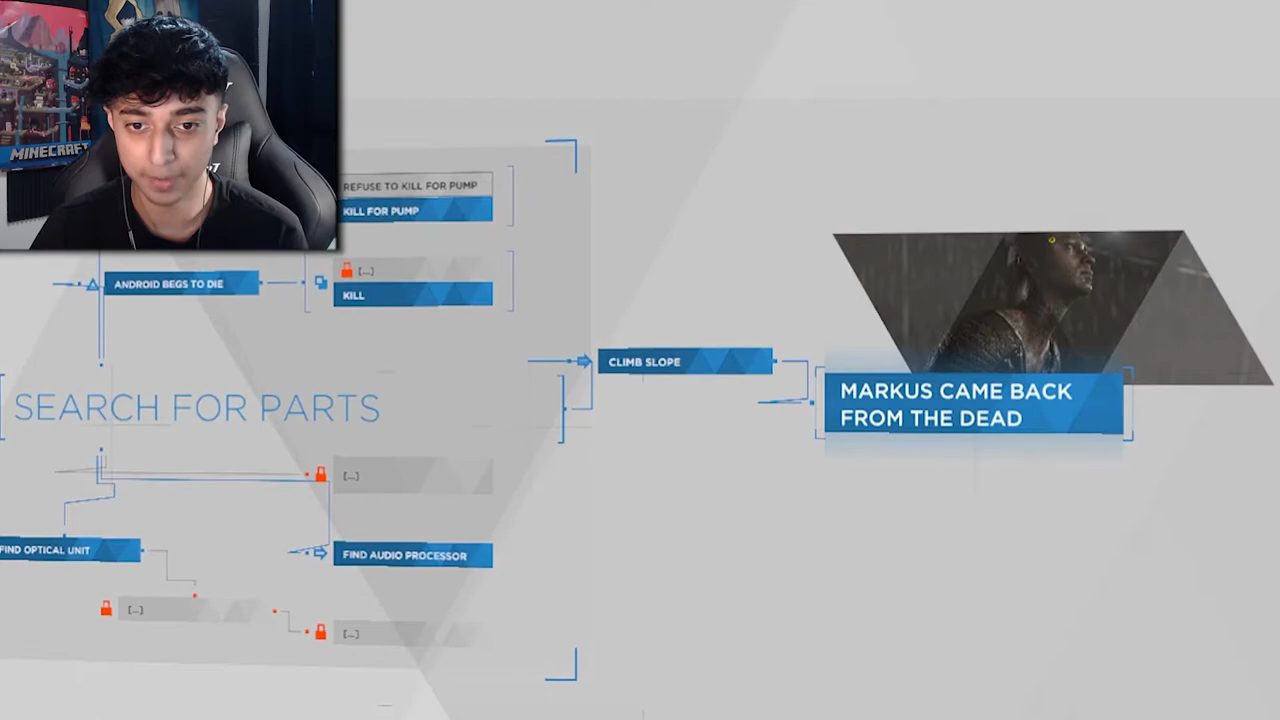 MINECRAFT
REFUSE TO KILL FOR PUMP
KILL FOR PUMP
ANDROID BEGS TO DIE
[...]
KILL
CLIMB SLOPE
SEARCH FOR PARTS
MARKUS CAME BACK
FROM THE DEAD
[...]
FIND OPTICAL UNIT
FIND AUDIO PROCESSOR
[...]
[...]